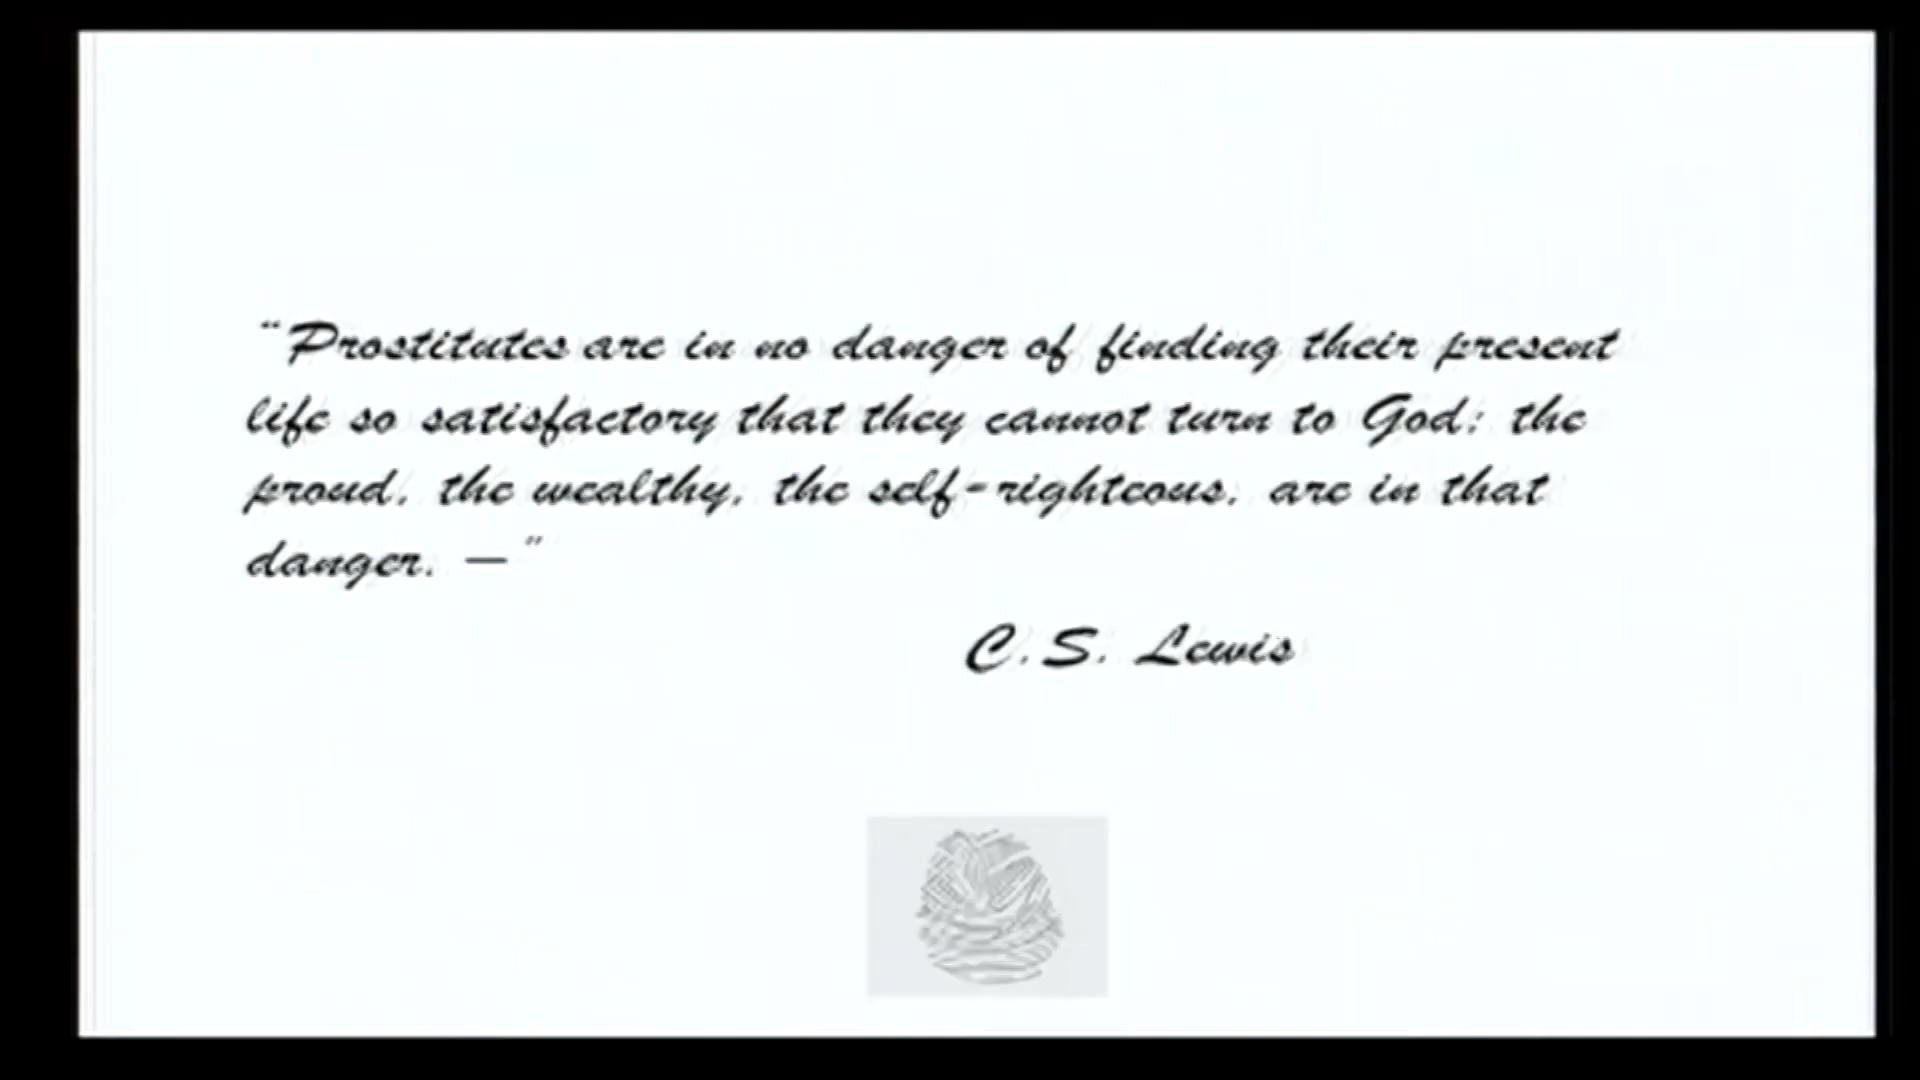 “Prostitutes are in no danger of finding their present
life so satisfactory that they cannot turn to God: the
proud, the wealthy, the self-righteous, are in that
danger. —”
C.S. Lewis